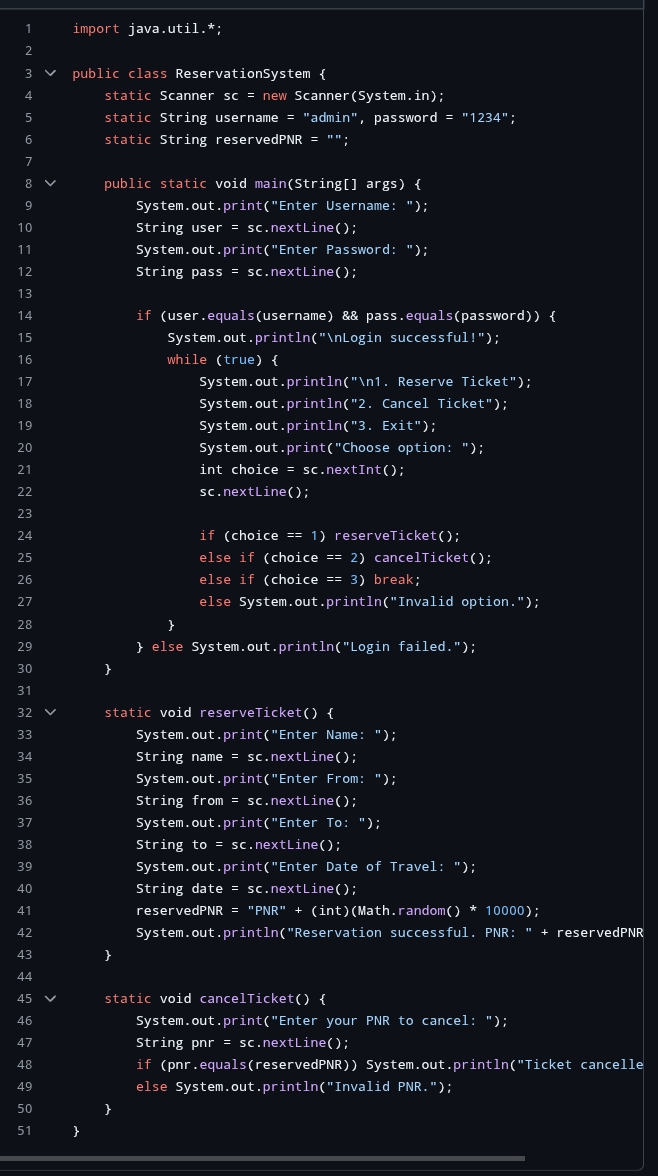 1 import java.util.*;
2
3 public class ReservationSystem {
4     static Scanner sc = new Scanner(System.in);
5     static String username = "admin", password = "1234";
6     static String reservedPNR = "";
7
8     public static void main(String[] args) {
9         System.out.print("Enter Username: ");
10         String user = sc.nextLine();
11         System.out.print("Enter Password: ");
12         String pass = sc.nextLine();
13
14         if (user.equals(username) && pass.equals(password)) {
15             System.out.println("\nLogin successful!");
16             while (true) {
17                 System.out.println("\n1. Reserve Ticket");
18                 System.out.println("2. Cancel Ticket");
19                 System.out.println("3. Exit");
20                 System.out.print("Choose option: ");
21                 int choice = sc.nextInt();
22                 sc.nextLine();
23
24                 if (choice == 1) reserveTicket();
25                 else if (choice == 2) cancelTicket();
26                 else if (choice == 3) break;
27                 else System.out.println("Invalid option.");
28             }
29         } else System.out.println("Login failed.");
30     }
31
32     static void reserveTicket() {
33         System.out.print("Enter Name: ");
34         String name = sc.nextLine();
35         System.out.print("Enter From: ");
36         String from = sc.nextLine();
37         System.out.print("Enter To: ");
38         String to = sc.nextLine();
39         System.out.print("Enter Date of Travel: ");
40         String date = sc.nextLine();
41         reservedPNR = "PNR" + (int)(Math.random() * 10000);
42         System.out.println("Reservation successful. PNR: " + reservedPNR
43     }
44
45     static void cancelTicket() {
46         System.out.print("Enter your PNR to cancel: ");
47         String pnr = sc.nextLine();
48         if (pnr.equals(reservedPNR)) System.out.println("Ticket cancelle
49         else System.out.println("Invalid PNR.");
50     }
51 }